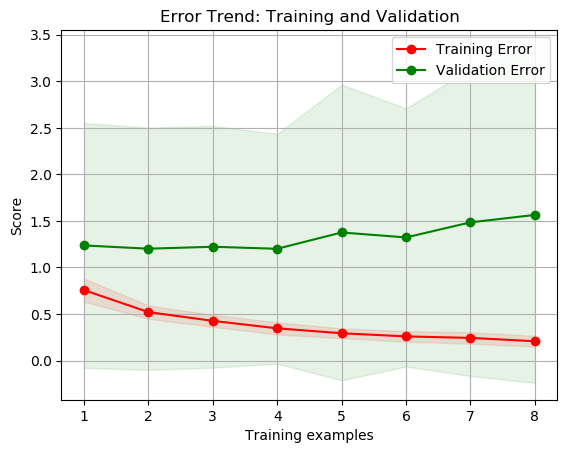 Error Trend: Training and Validation
3.5
3.0
2.5
2.0
1.5
1.0
0.5
0.0
Score
Training Error
Validation Error
1 2 3 4 5 6 7 8
Training examples